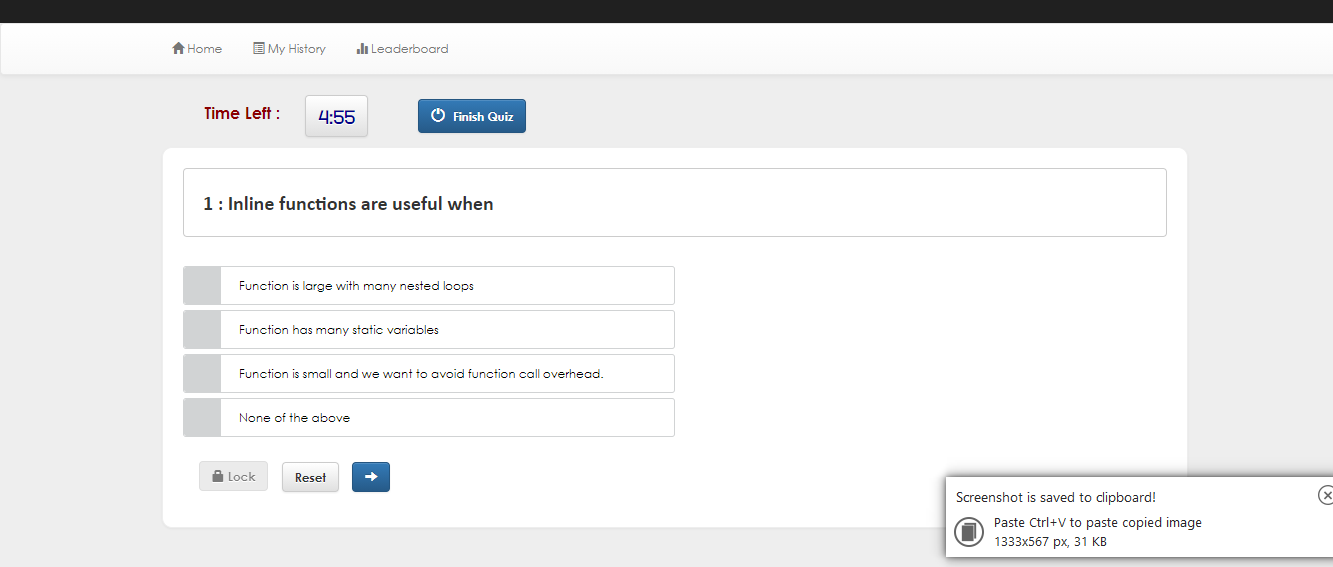 Home My History Leaderboard
Time Left : 4:55 Finish Quiz
1 : Inline functions are useful when
Function is large with many nested loops
Function has many static variables
Function is small and we want to avoid function call overhead.
None of the above
Lock Reset
Screenshot is saved to clipboard!
Paste Ctrl+V to paste copied image
1333x567 px, 31 KB